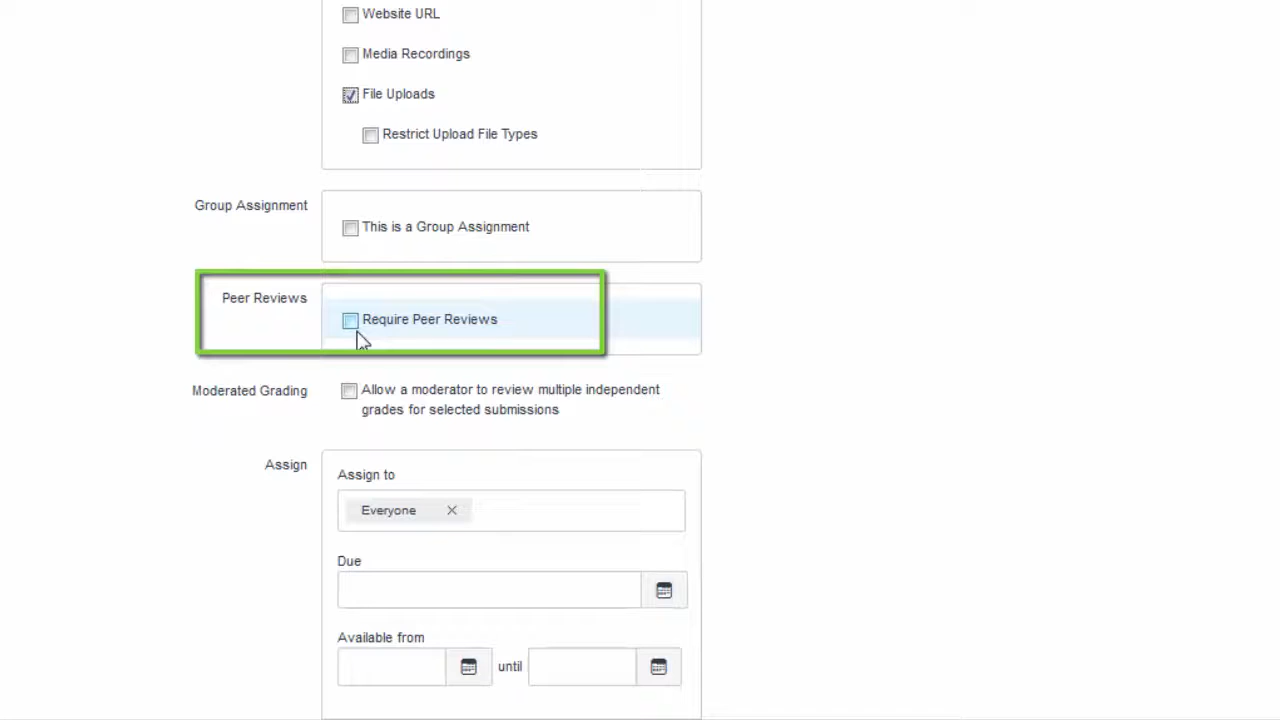 Website URL
Media Recordings
File Uploads
Restrict Upload File Types
Group Assignment
This is a Group Assignment
Peer Reviews
Require Peer Reviews
Moderated Grading
Allow a moderator to review multiple independent
grades for selected submissions
Assign
Assign to
Everyone
Due
Available from
until